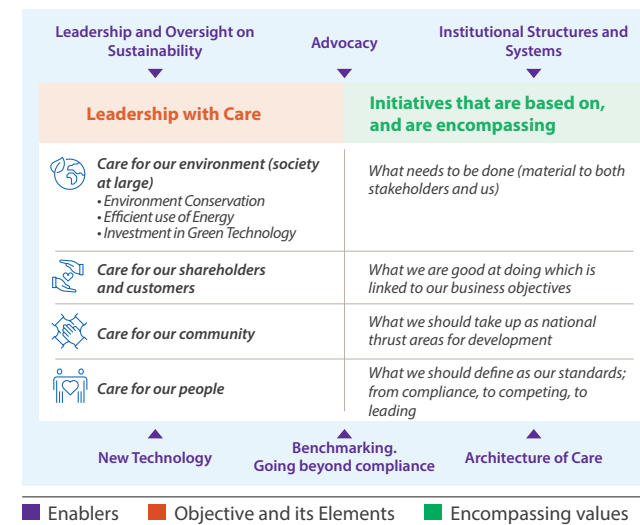 Leadership and Oversight on
Sustainability
Advocacy
Institutional Structures and
Systems
Leadership with Care
Initiatives that are based on,
and are encompassing
Care for our environment (society
at large)
• Environment Conservation
• Efficient use of Energy
• Investment in Green Technology
What needs to be done (material to both
stakeholders and us)
Care for our shareholders
and customers
What we are good at doing which is
linked to our business objectives
Care for our community
What we should take up as national
thrust areas for development
Care for our people
What we should define as our standards;
from compliance, to competing, to
leading
New Technology
Benchmarking.
Going beyond compliance
Architecture of Care
Enablers
Objective and its Elements
Encompassing values